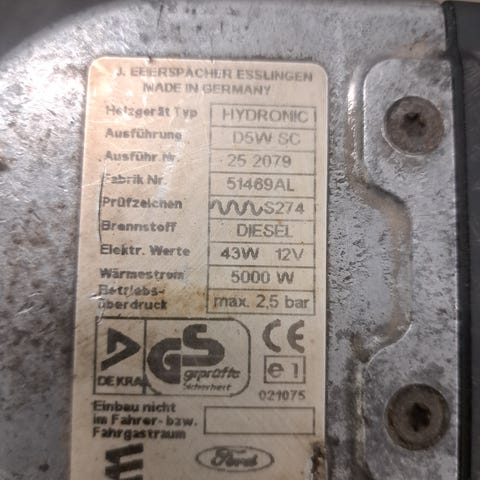 J. EBERSPÄCHER ESSLINGEN
MADE IN GERMANY
Heizgerät Typ HYDRONIC
Ausführung D5W SC
Ausführ.Nr. 25 2079
Fabrik Nr. 51469AL
Prüfzeichen S274
Brennstoff DIESEL
Elektr. Werte 43W 12V
Wärmestrom 5000 W
Betriebs-
überdruck max. 2,5 bar
DEKRA GS geprüfte Sicherheit CE
e1
021075
Einbau nicht
im Fahrer- bzw.
Fahrgastraum
Ford